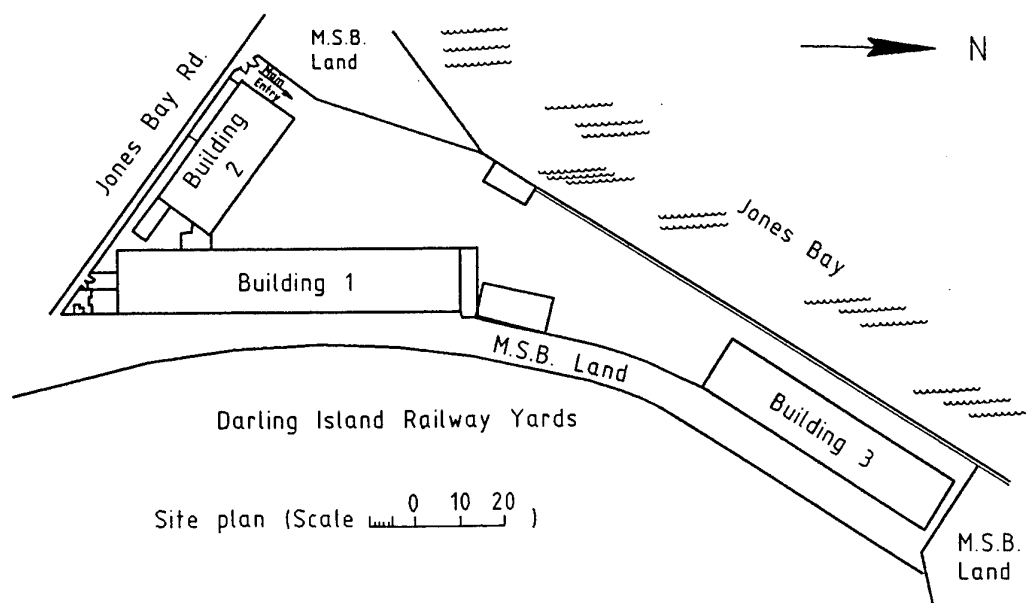 M.S.B.
Land
N
Jones Bay Rd.
Main
Entry
Building
2
Jones Bay
Building 1
M.S.B. Land
Building 3
Darling Island Railway Yards
Site plan (Scale 0 10 20 )
M.S.B.
Land